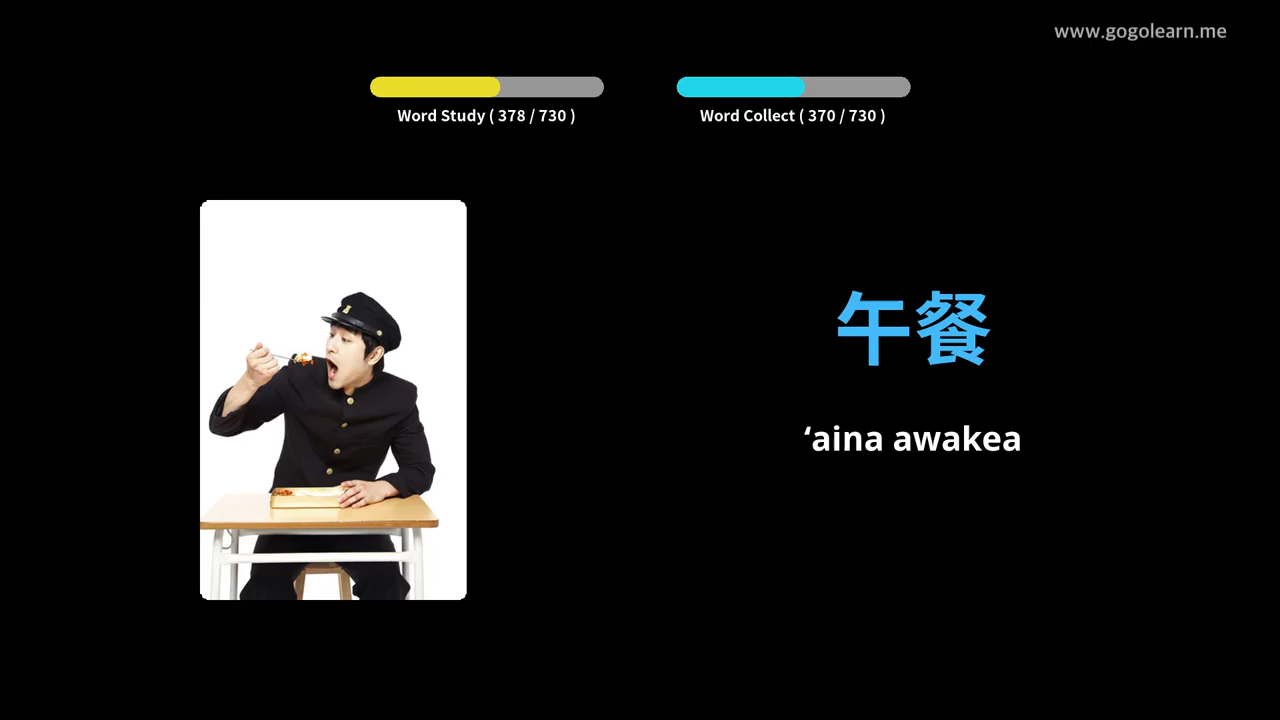 www.gogolearn.me
Word Study ( 378 / 730 )
Word Collect ( 370 / 730 )
午餐
ʻaina awakea